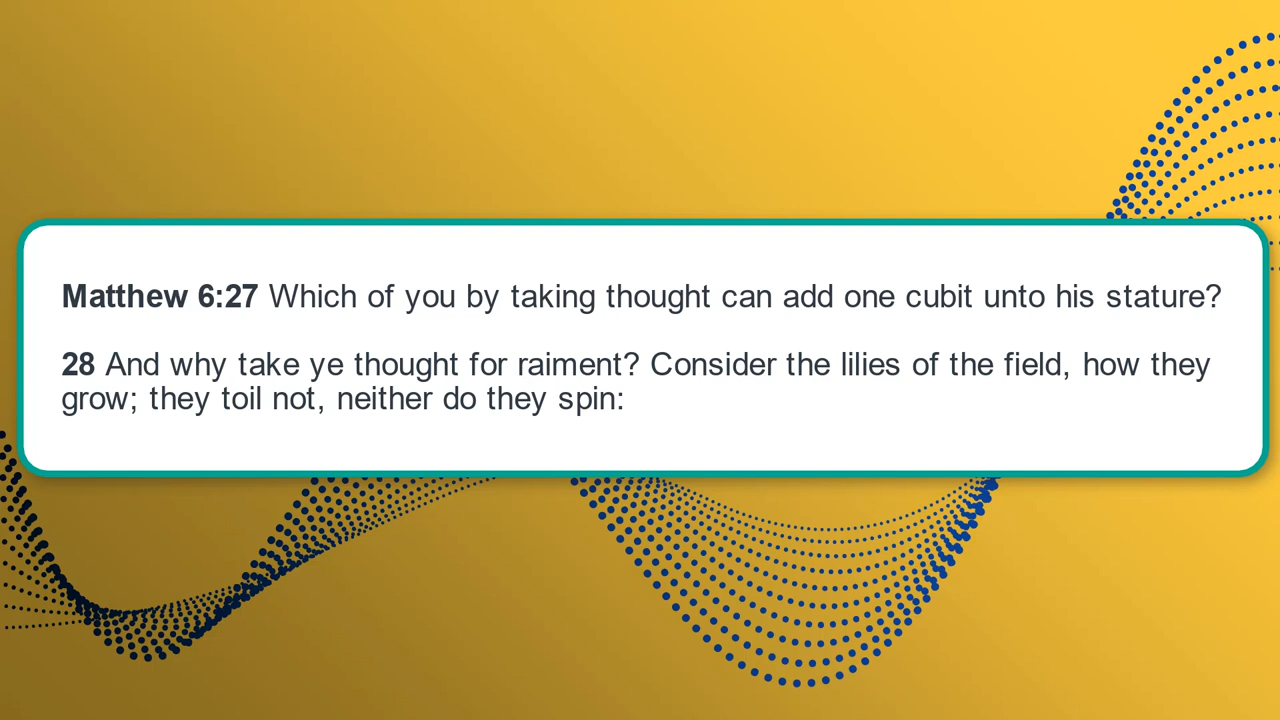 Matthew 6:27 Which of you by taking thought can add one cubit unto his stature?
28 And why take ye thought for raiment? Consider the lilies of the field, how they
grow; they toil not, neither do they spin: